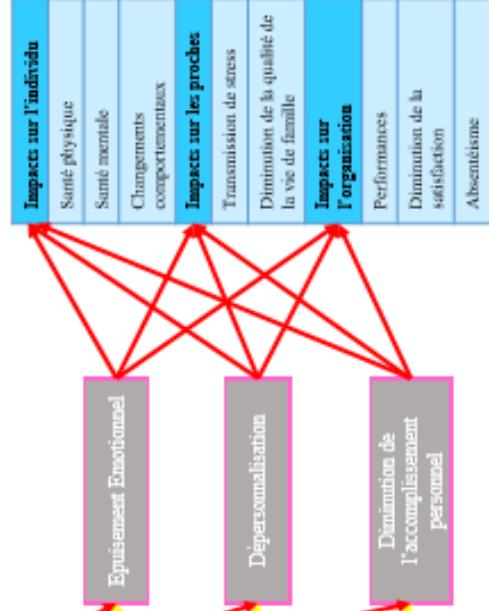 Epuisement Emotionnel
Dépersonnalisation
Diminution de
l'accomplissement
personnel
Impacts sur l'individu
Santé physique
Santé mentale
Changements
comportementaux
Impacts sur les proches
Transmission de stress
Diminution de la qualité de
la vie de famille
Impacts sur
l'organisation
Performances
Diminution de la
satisfaction
Absentéisme